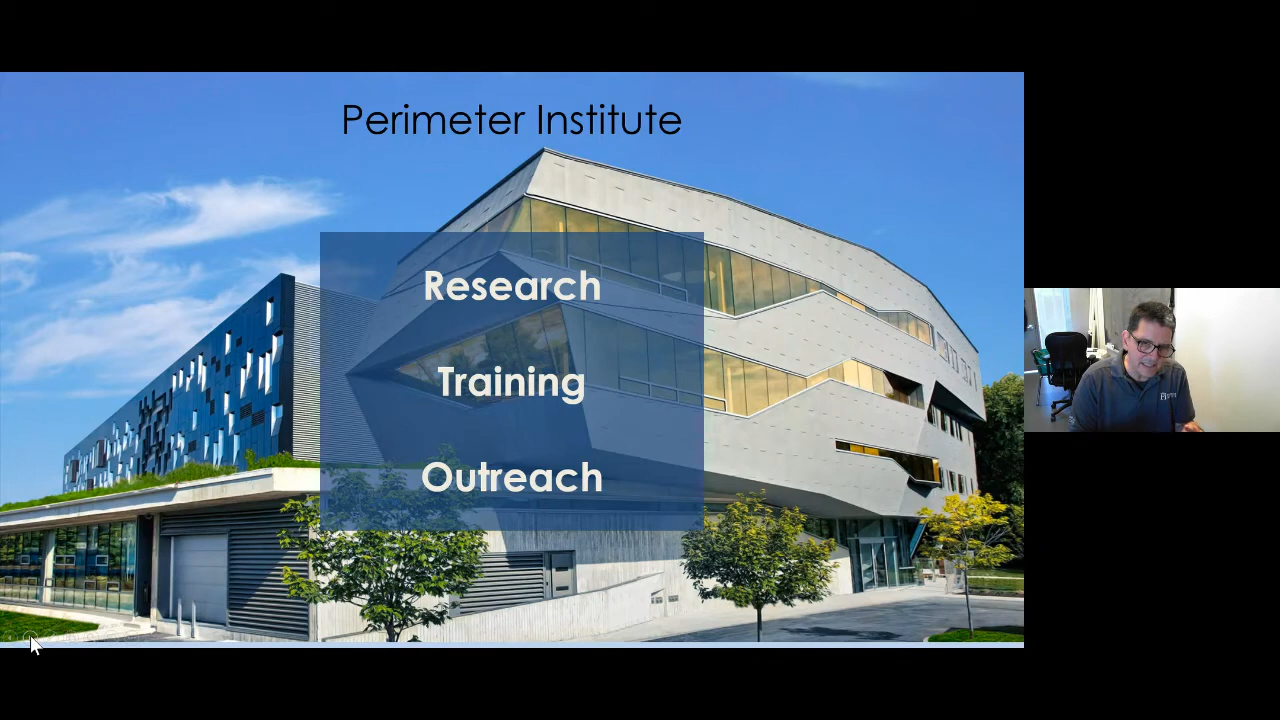 Perimeter Institute
Research
Training
Outreach